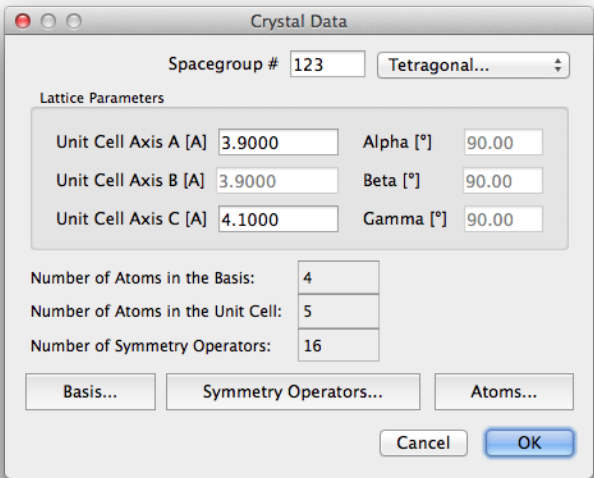 Crystal Data
Spacegroup # 123 Tetragonal...
Lattice Parameters
Unit Cell Axis A [A] 3.9000 Alpha [°] 90.00
Unit Cell Axis B [A] 3.9000 Beta [°] 90.00
Unit Cell Axis C [A] 4.1000 Gamma [°] 90.00
Number of Atoms in the Basis: 4
Number of Atoms in the Unit Cell: 5
Number of Symmetry Operators: 16
Basis... Symmetry Operators... Atoms...
Cancel OK